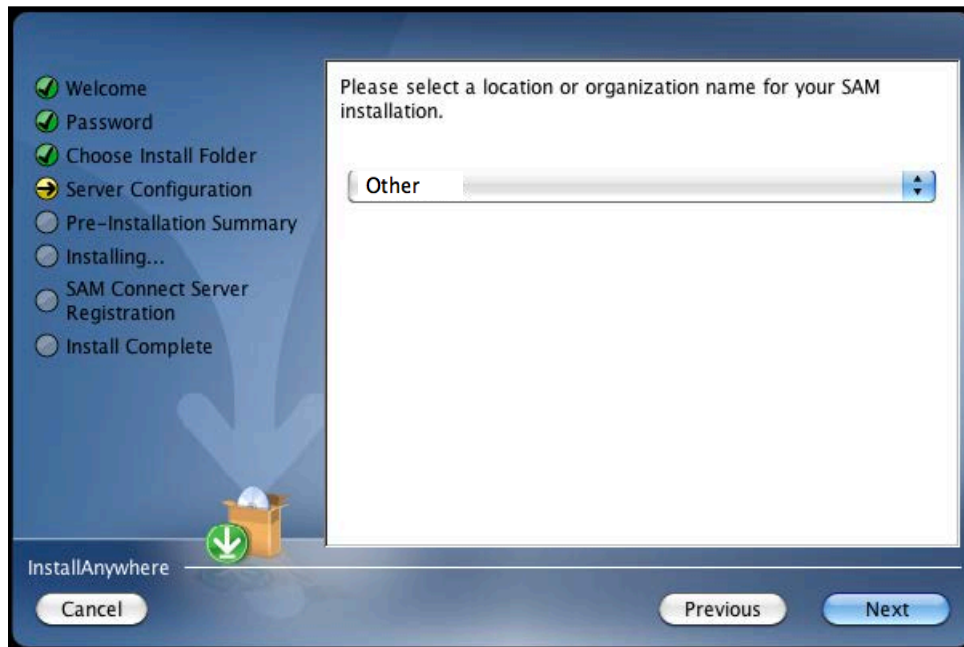 Welcome
Password
Choose Install Folder
Server Configuration
Pre-Installation Summary
Installing...
SAM Connect Server
Registration
Install Complete
Please select a location or organization name for your SAM
installation.
Other
InstallAnywhere
Cancel
Previous
Next